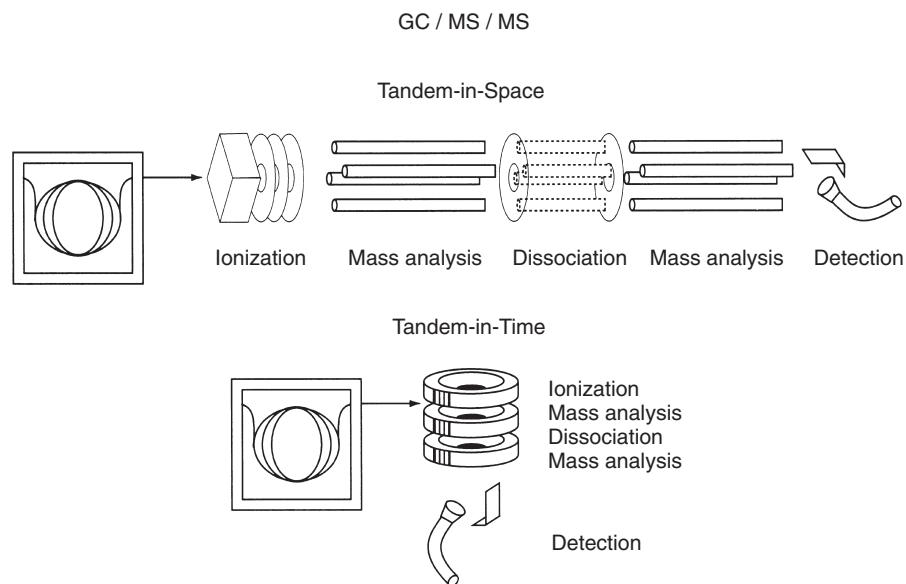 GC / MS / MS
Tandem-in-Space
Ionization Mass analysis Dissociation Mass analysis Detection
Tandem-in-Time
Ionization
Mass analysis
Dissociation
Mass analysis
Detection